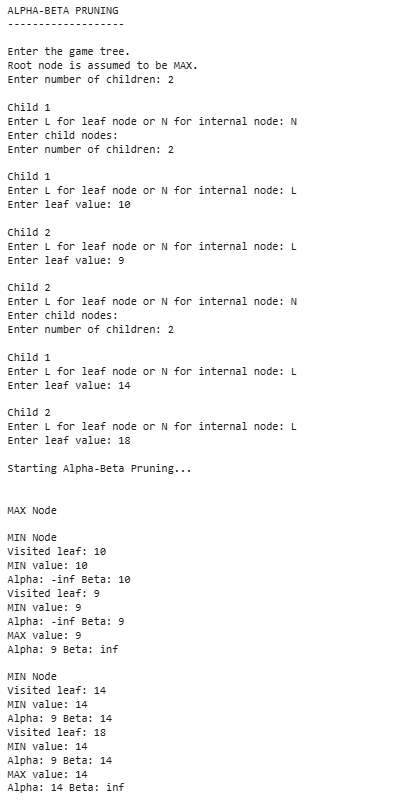 ALPHA-BETA PRUNING
-------------------
Enter the game tree.
Root node is assumed to be MAX.
Enter number of children: 2
Child 1
Enter L for leaf node or N for internal node: N
Enter child nodes:
Enter number of children: 2
Child 1
Enter L for leaf node or N for internal node: L
Enter leaf value: 10
Child 2
Enter L for leaf node or N for internal node: L
Enter leaf value: 9
Child 2
Enter L for leaf node or N for internal node: N
Enter child nodes:
Enter number of children: 2
Child 1
Enter L for leaf node or N for internal node: L
Enter leaf value: 14
Child 2
Enter L for leaf node or N for internal node: L
Enter leaf value: 18
Starting Alpha-Beta Pruning...
MAX Node
MIN Node
Visited leaf: 10
MIN value: 10
Alpha: -inf Beta: 10
Visited leaf: 9
MIN value: 9
Alpha: -inf Beta: 9
MAX value: 9
Alpha: 9 Beta: inf
MIN Node
Visited leaf: 14
MIN value: 14
Alpha: 9 Beta: 14
Visited leaf: 18
MIN value: 14
Alpha: 9 Beta: 14
MAX value: 14
Alpha: 14 Beta: inf